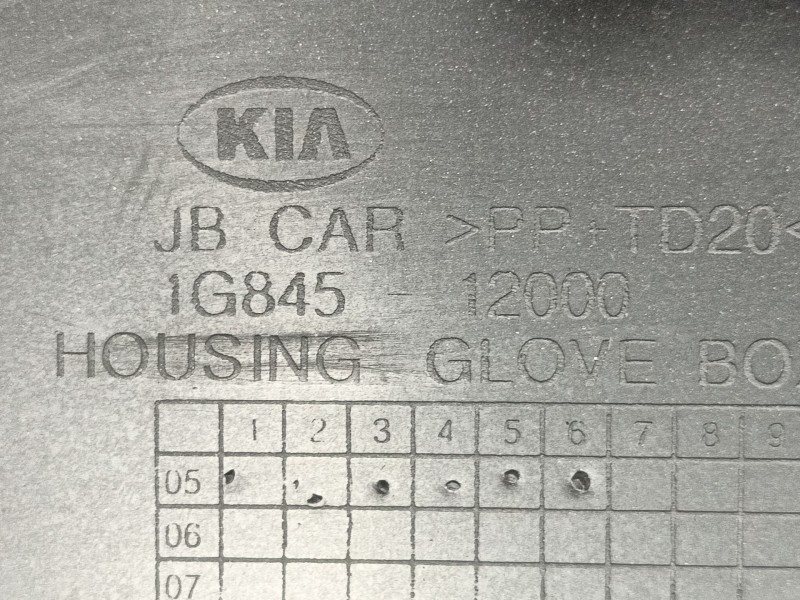 KIA
JB CAR >PP+TD20<
1G845 - 12000
HOUSING GLOVE BO
1 2 3 4 5 6 7 8 9
05
06
07